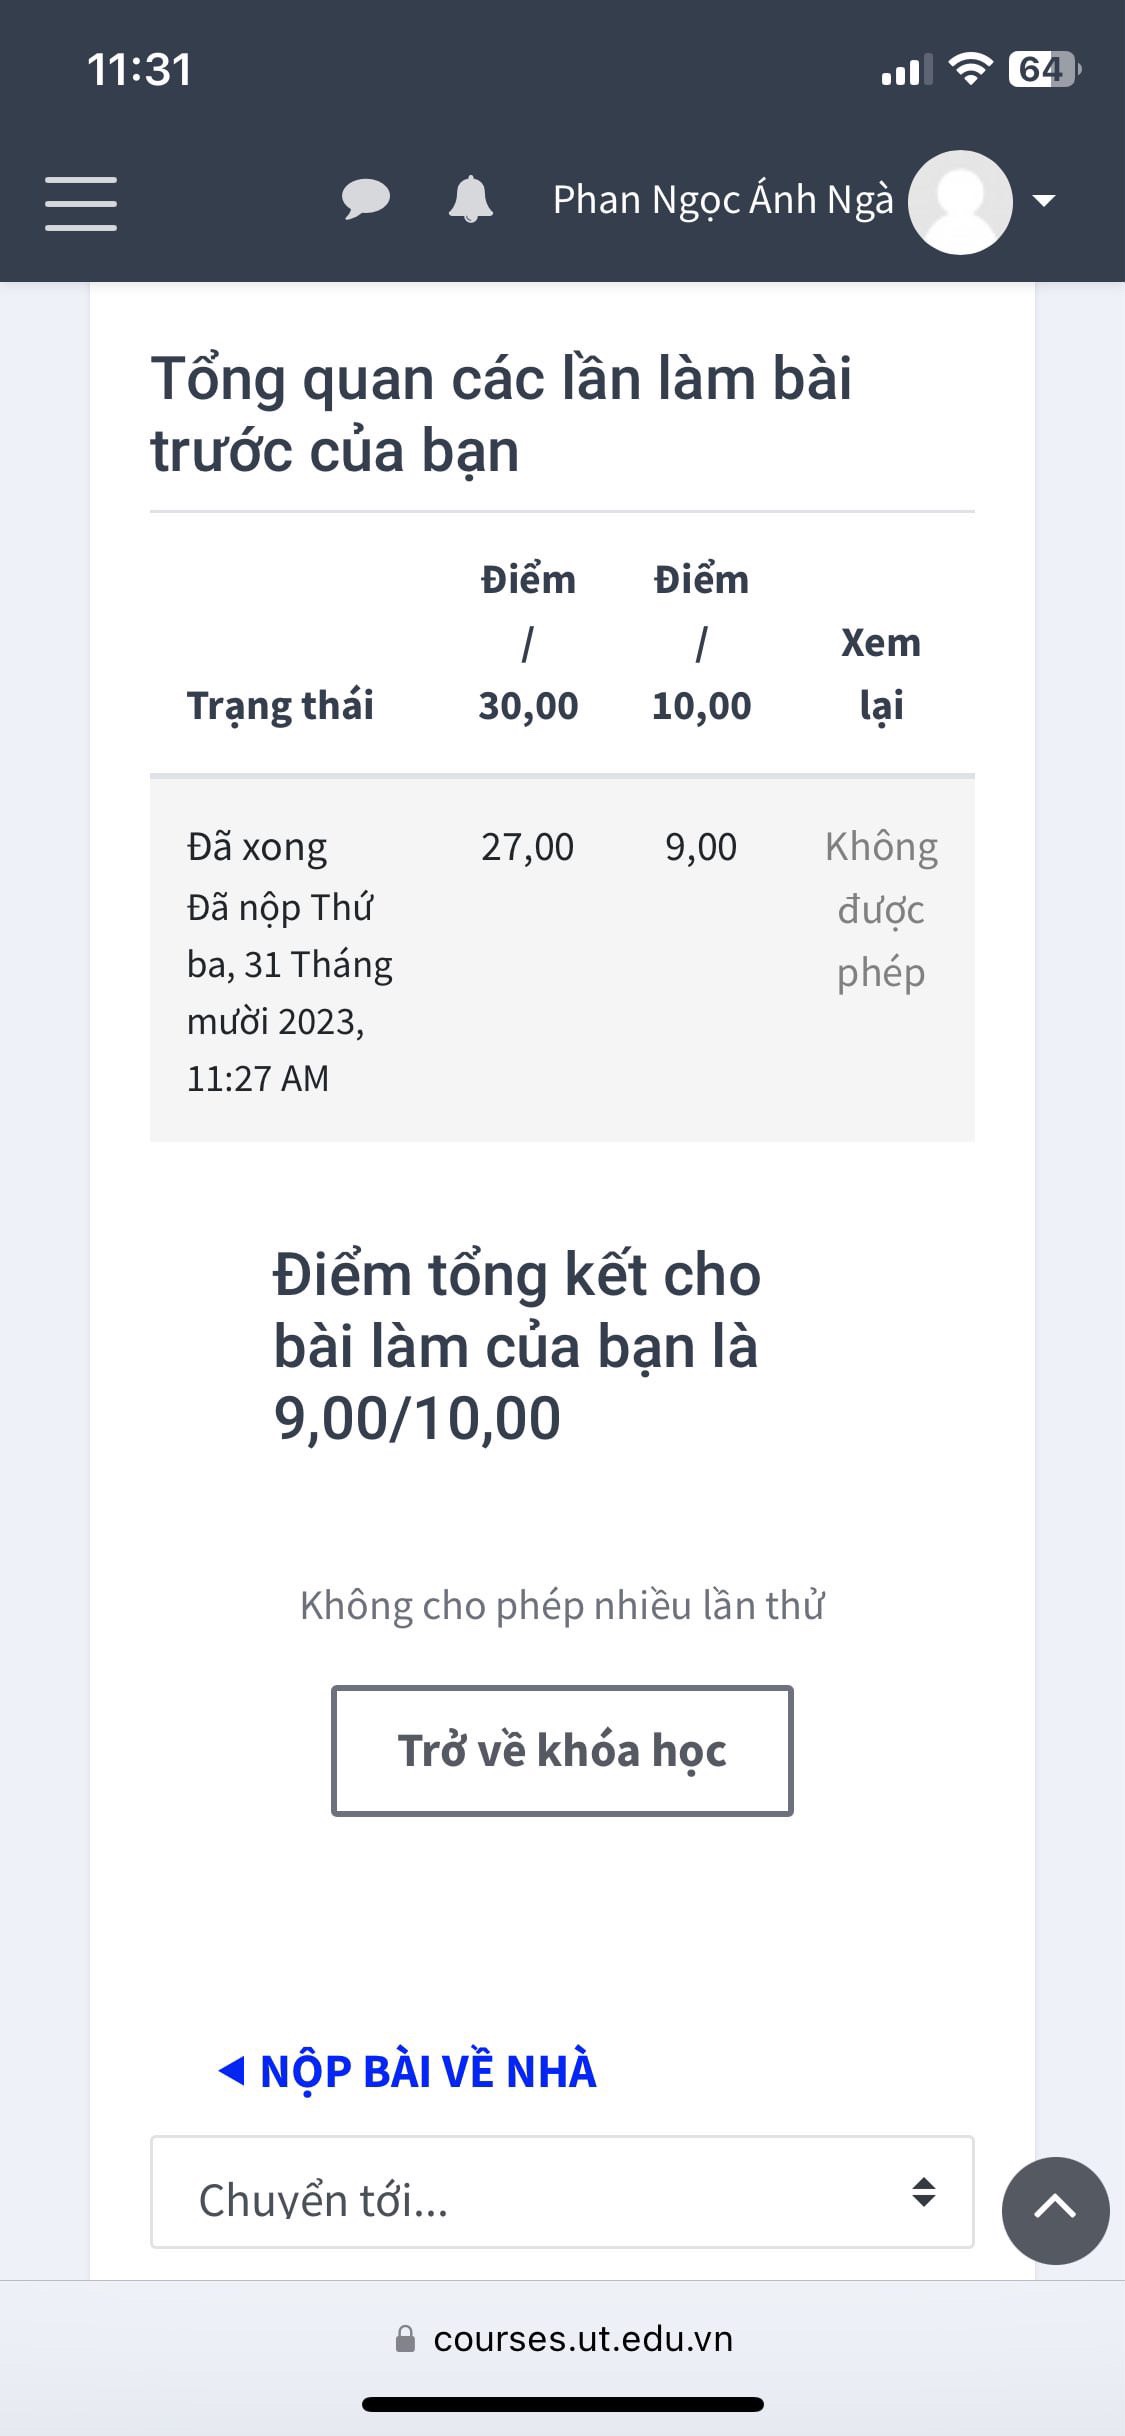 11:31
64
Phan Ngọc Ánh Ngà
Tổng quan các lần làm bài
trước của bạn
Trạng thái
Điểm
/
30,00
Điểm
/
10,00
Xem
lại
Đã xong
Đã nộp Thứ
ba, 31 Tháng
mười 2023,
11:27 AM
27,00
9,00
Không
được
phép
Điểm tổng kết cho
bài làm của bạn là
9,00/10,00
Không cho phép nhiều lần thử
Trở về khóa học
◄ NỘP BÀI VỀ NHÀ
Chuyển tới...
courses.ut.edu.vn